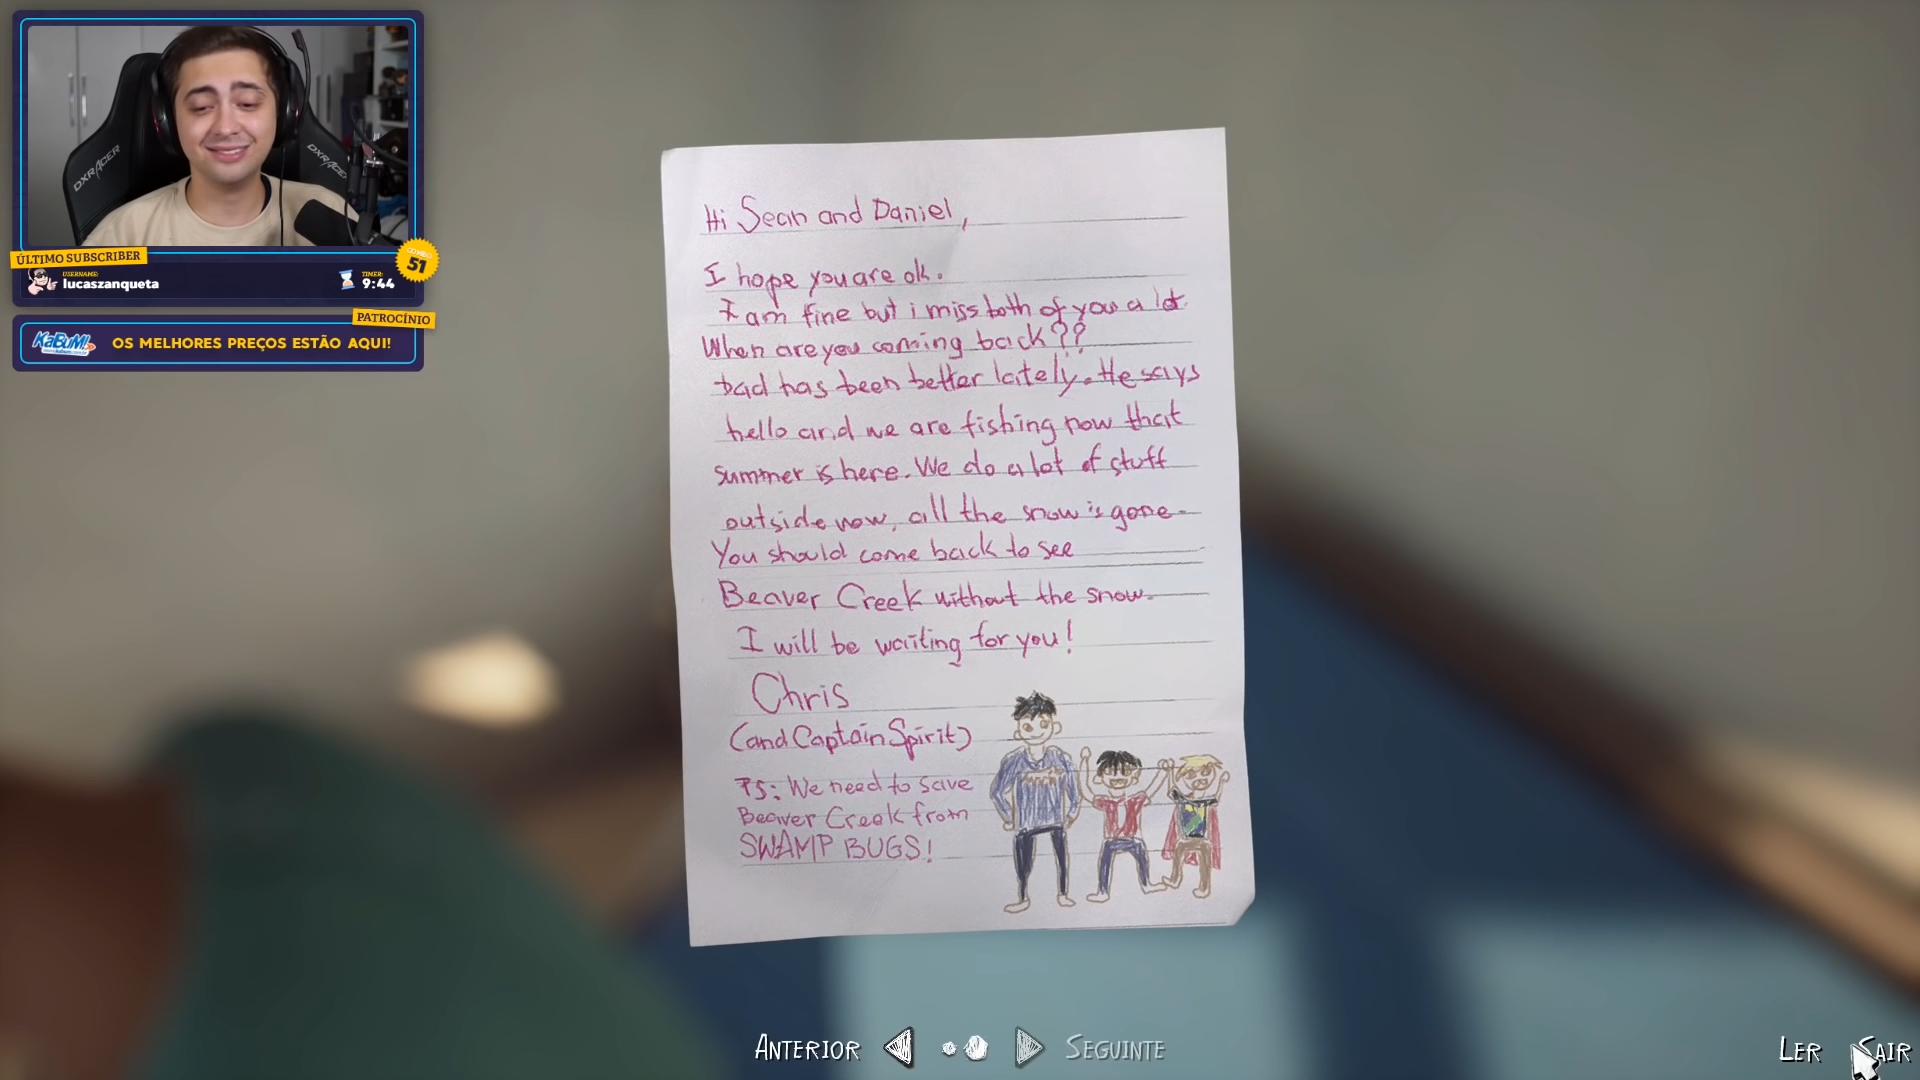 DXRACER
DXRACER
ÚLTIMO SUBSCRIBER
USERNAME:
lucaszanqueta
TIMER:
9:44
51
PATROCÍNIO
KaBuM!
OS MELHORES PREÇOS ESTÃO AQUI!
Hi Sean and Daniel,
I hope you are ok.
I am fine but i miss both of you a lot
When are you coming back??
Dad has been better lately. He says
hello and we are fishing now that
summer is here. We do a lot of stuff
outside now, all the snow is gone.
You should come back to see
Beaver Creek without the snow.
I will be waiting for you!
Chris
(and Captain Spirit)
PS: We need to save
Beaver Creek from
SWAMP BUGS!
ANTERIOR
SEGUINTE
LER
SAIR